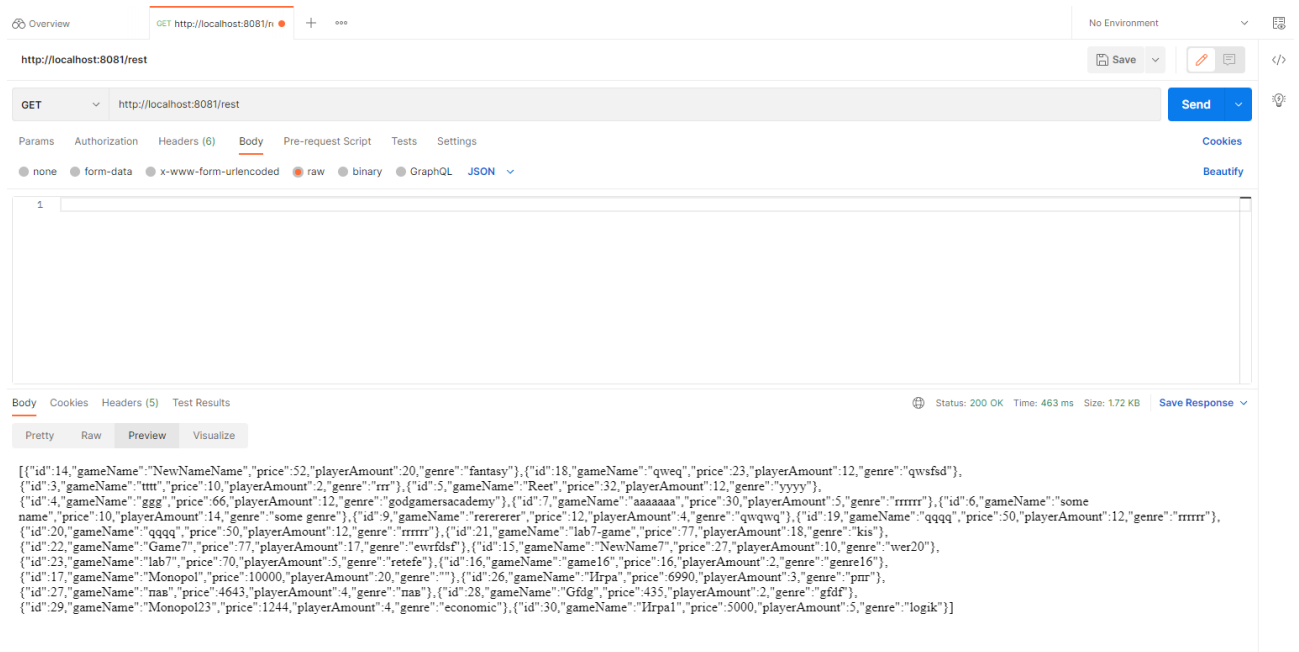 Overview
GET http://localhost:8081/r
No Environment
http://localhost:8081/rest
Save
</>
GET http://localhost:8081/rest
Send
Params Authorization Headers (6) Body Pre-request Script Tests Settings Cookies
none form-data x-www-form-urlencoded raw binary GraphQL JSON Beautify
1
Body Cookies Headers (5) Test Results Status: 200 OK Time: 463 ms Size: 1.72 KB Save Response
Pretty Raw Preview Visualize
[{"id":14,"gameName":"NewNameName","price":52,"playerAmount":20,"genre":"fantasy"},{"id":18,"gameName":"qweq","price":23,"playerAmount":12,"genre":"qwsfsd"},
{"id":3,"gameName":"tttt","price":10,"playerAmount":2,"genre":"rrr"},{"id":5,"gameName":"Reet","price":32,"playerAmount":12,"genre":"yyyy"},
{"id":4,"gameName":"ggg","price":66,"playerAmount":12,"genre":"godgamersacademy"},{"id":7,"gameName":"aaaaaaa","price":30,"playerAmount":5,"genre":"rrrrrr"},{"id":6,"gameName":"some
name","price":10,"playerAmount":14,"genre":"some genre"},{"id":9,"gameName":"rerererer","price":12,"playerAmount":4,"genre":"qwqwq"},{"id":19,"gameName":"qqqq","price":50,"playerAmount":12,"genre":"rrrrrr"},
{"id":20,"gameName":"qqqq","price":50,"playerAmount":12,"genre":"rrrrrr"},{"id":21,"gameName":"lab7-game","price":77,"playerAmount":18,"genre":"kis"},
{"id":22,"gameName":"Game7","price":77,"playerAmount":17,"genre":"ewrfdsf"},{"id":15,"gameName":"NewName7","price":27,"playerAmount":10,"genre":"wer20"},
{"id":23,"gameName":"lab7","price":70,"playerAmount":5,"genre":"retefe"},{"id":16,"gameName":"game16","price":16,"playerAmount":2,"genre":"genre16"},
{"id":17,"gameName":"Monopol","price":10000,"playerAmount":20,"genre":""},{"id":26,"gameName":"Игра","price":6990,"playerAmount":3,"genre":"рпг"},
{"id":27,"gameName":"пав","price":4643,"playerAmount":4,"genre":"пав"},{"id":28,"gameName":"Gfdg","price":435,"playerAmount":2,"genre":"gfdf"},
{"id":29,"gameName":"Monopol23","price":1244,"playerAmount":4,"genre":"economic"},{"id":30,"gameName":"Игра1","price":5000,"playerAmount":5,"genre":"logik"}]